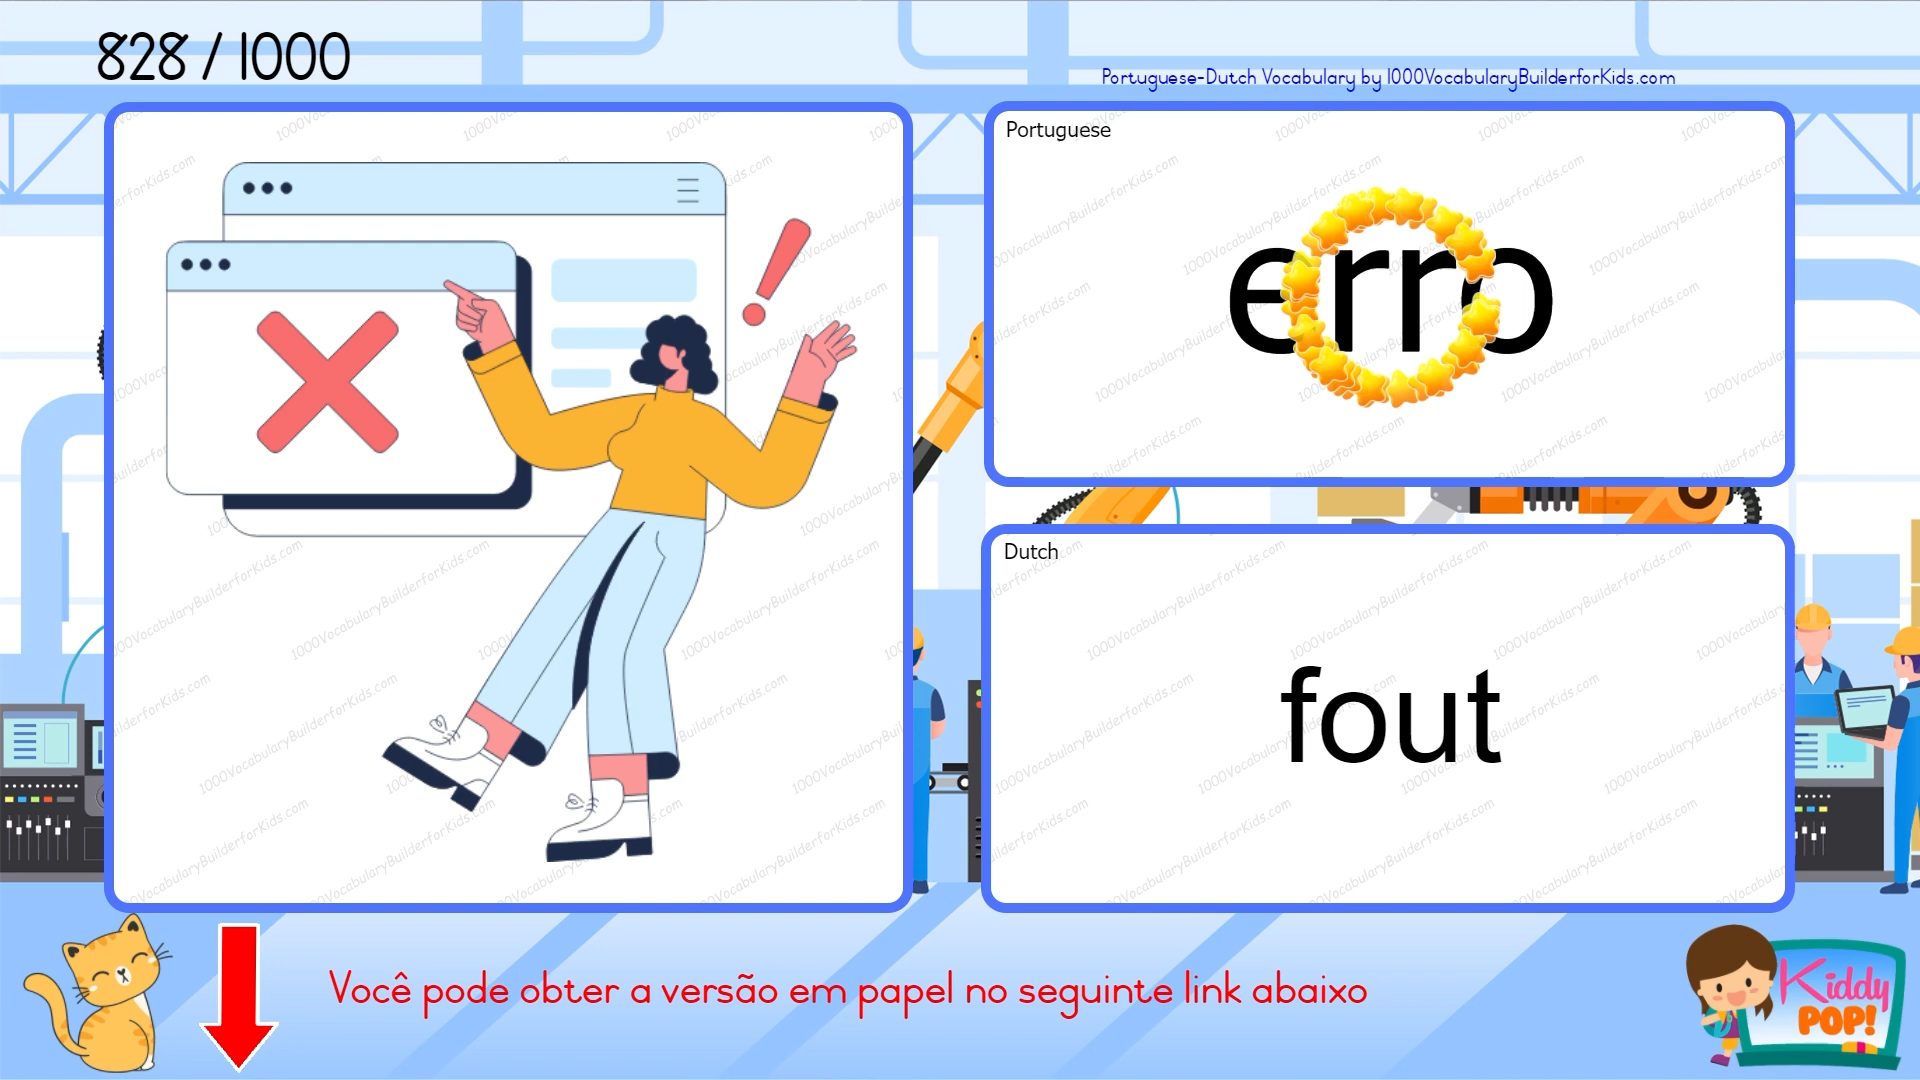 828 / 1000
Portuguese-Dutch Vocabulary by 1000VocabularyBuilderforKids.com
Portuguese
erro
Dutch
fout
Você pode obter a versão em papel no seguinte link abaixo
Kiddy
POP!